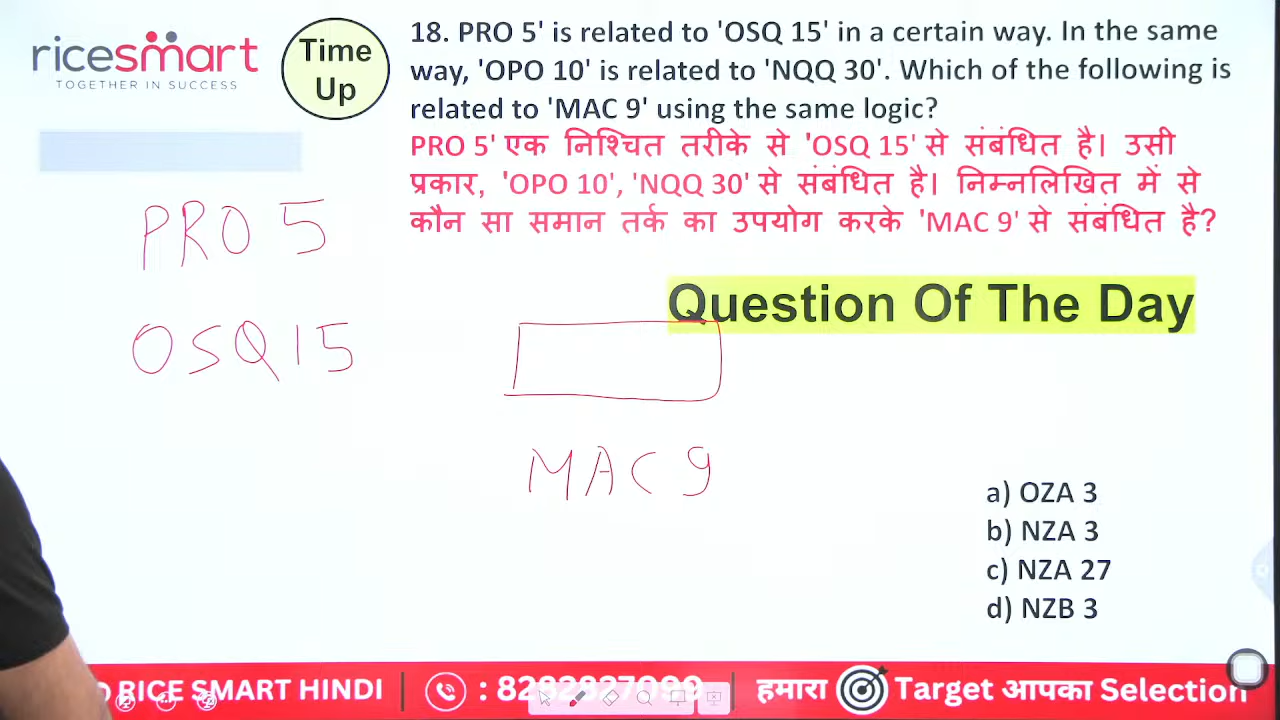 ricesmart
TOGETHER IN SUCCESS
Time
Up
18. PRO 5' is related to 'OSQ 15' in a certain way. In the same
way, 'OPO 10' is related to 'NQQ 30'. Which of the following is
related to 'MAC 9' using the same logic?
PRO 5' एक निश्चित तरीके से 'OSQ 15' से संबंधित है। उसी
प्रकार, 'OPO 10', 'NQQ 30' से संबंधित है। निम्नलिखित में से
कौन सा समान तर्क का उपयोग करके 'MAC 9' से संबंधित है?
PRO 5
OSQ 15
Question Of The Day
MAC 9
a) OZA 3
b) NZA 3
c) NZA 27
d) NZB 3
RICE SMART HINDI
: 8282827099
हमारा
Target आपका Selection